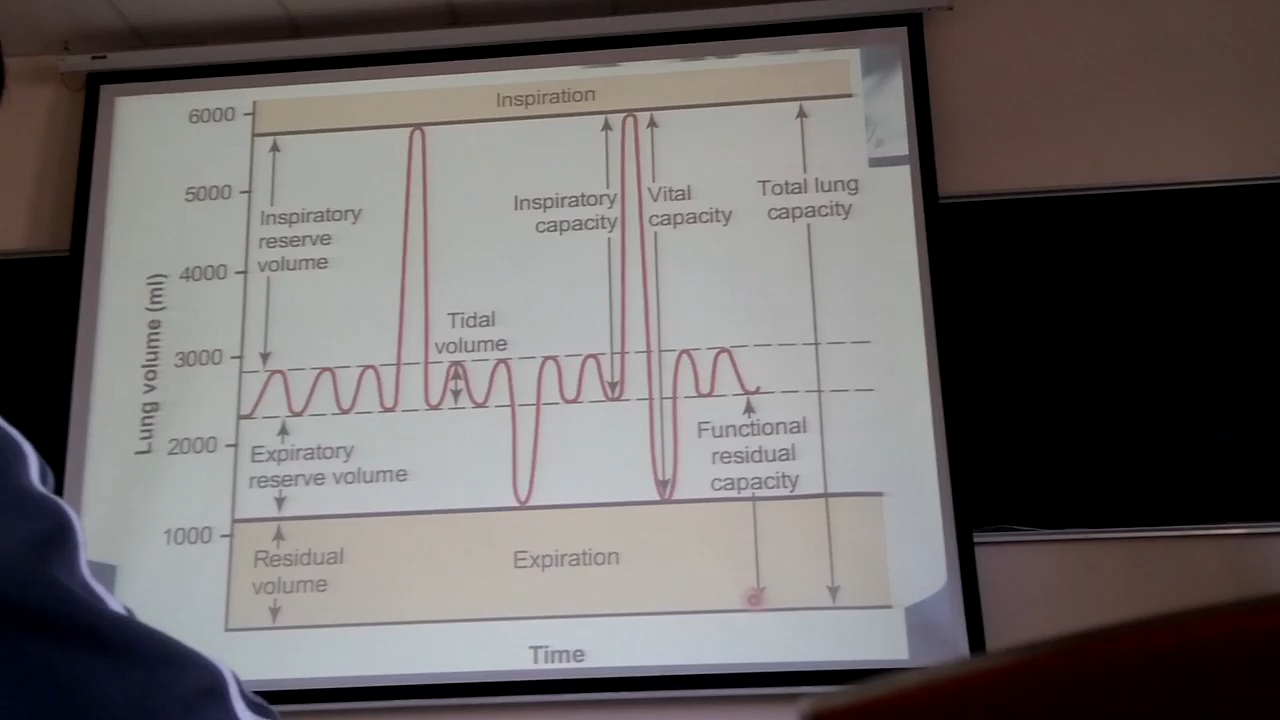 Inspiration
6000
5000
4000
3000
2000
1000
Lung volume (ml)
Inspiratory
reserve
volume
Tidal
volume
Inspiratory
capacity
Vital
capacity
Total lung
capacity
Expiratory
reserve volume
Functional
residual
capacity
Residual
volume
Expiration
Time